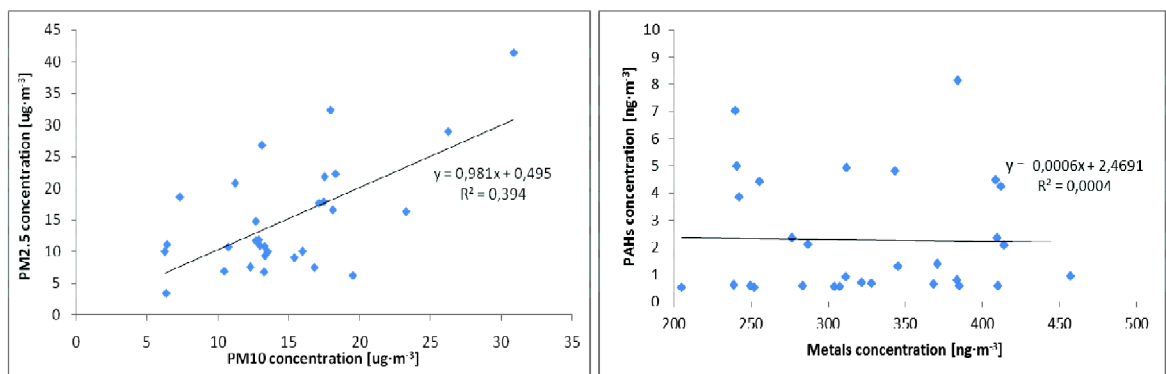 PM2.5 concentration [ug·m⁻³]
45
40
35
30
25
20
15
10
5
0
0 5 10 15 20 25 30 35
PM10 concentration [ug·m⁻³]
y = 0,981x + 0,495
R² = 0,394
PAHs concentration [ng·m⁻³]
10
9
8
7
6
5
4
3
2
1
0
200 250 300 350 400 450 500
Metals concentration [ng·m⁻³]
y = 0,0006x + 2,4691
R² = 0,0004